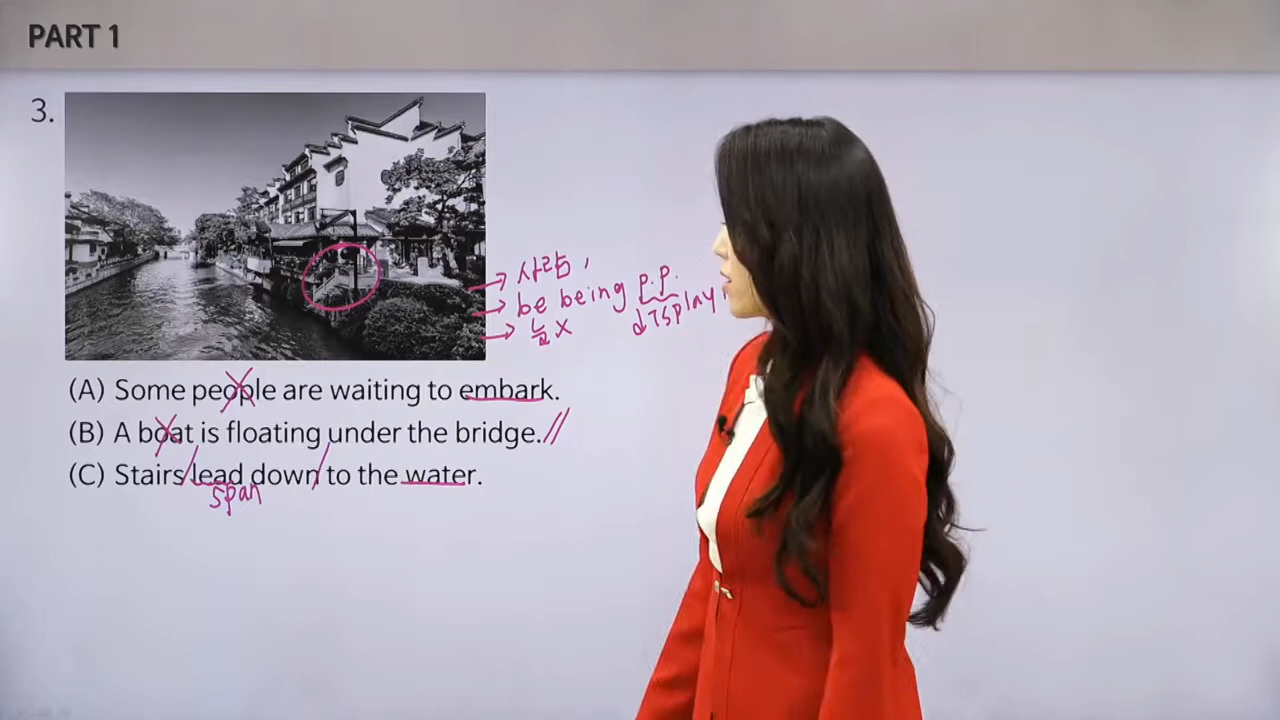 PART 1
3.
→ 사람,
→ be being p.p.
display
→ 눈 X
(A) Some people are waiting to embark.
(B) A boat is floating under the bridge.
(C) Stairs lead down to the water.
span